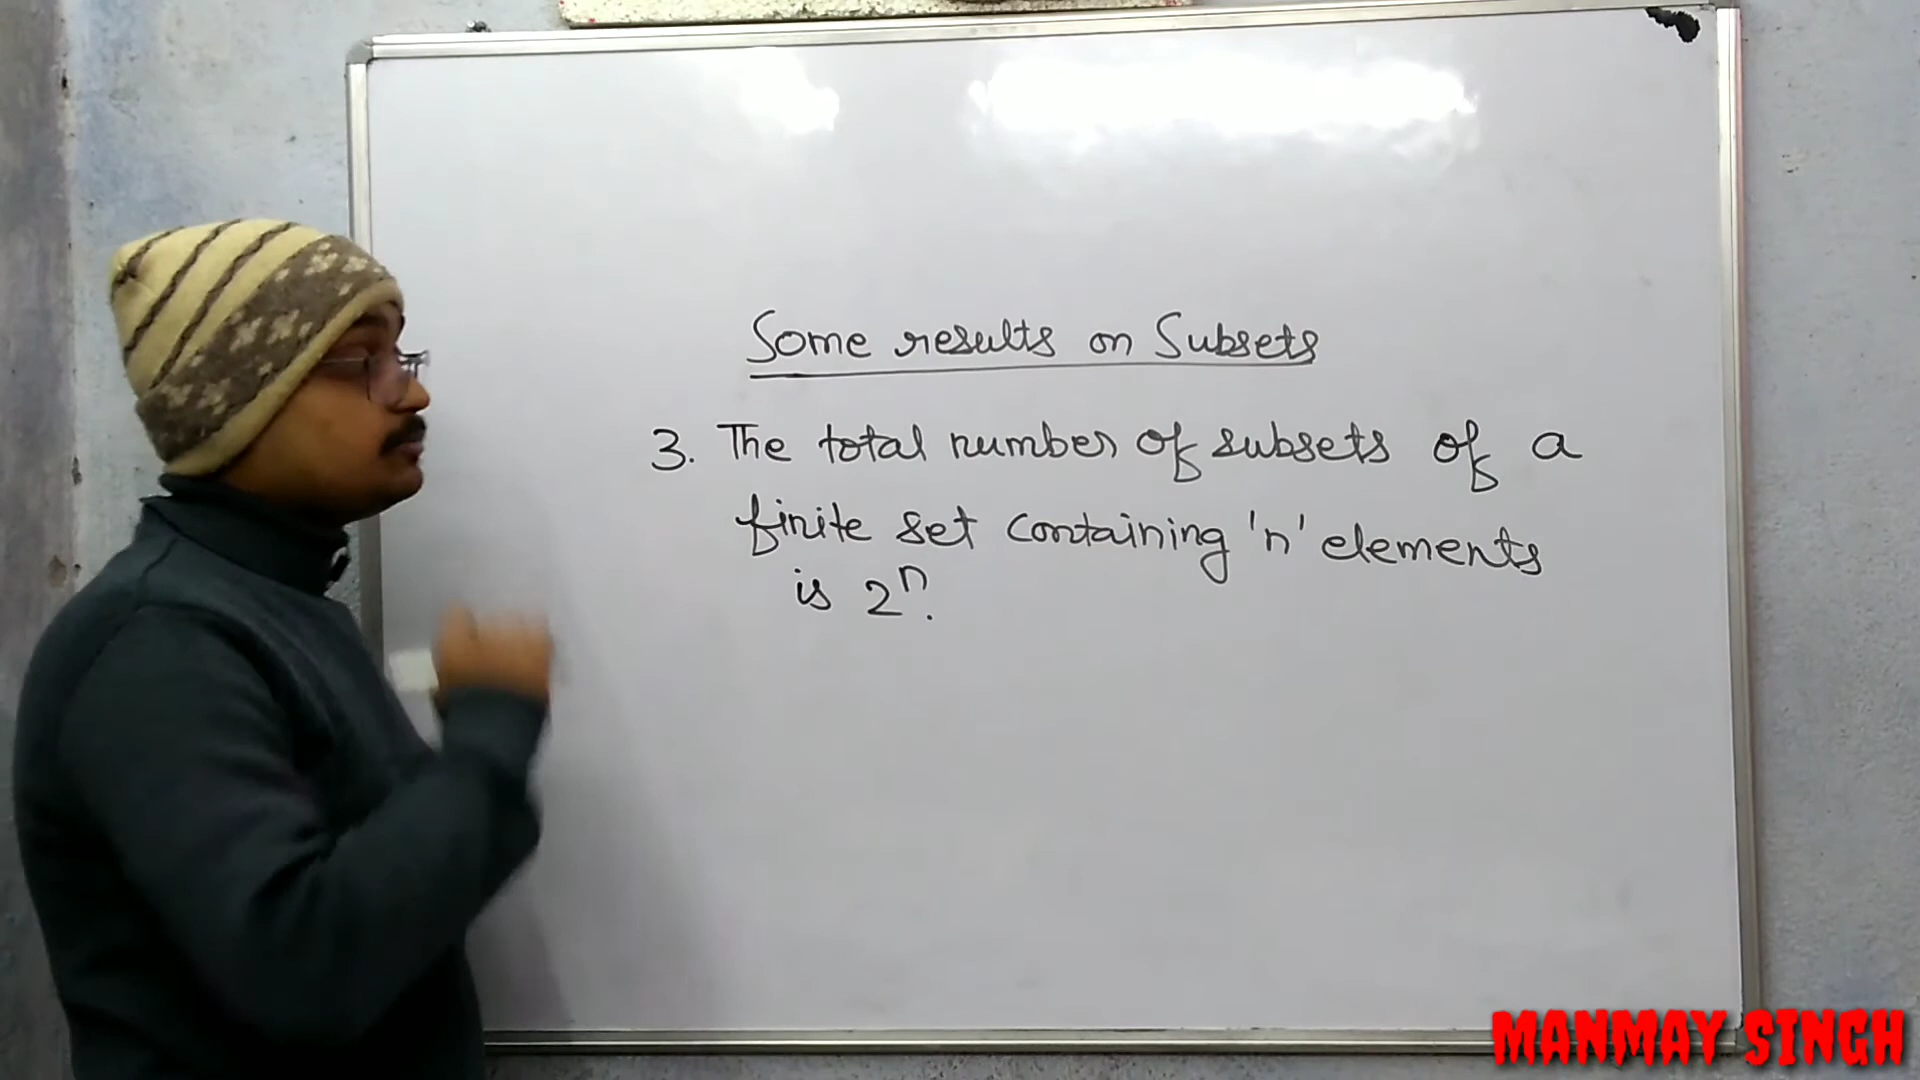 Some results on Subsets
3. The total number of subsets of a
finite set containing 'n' elements
is 2ⁿ.
MANMAY SINGH